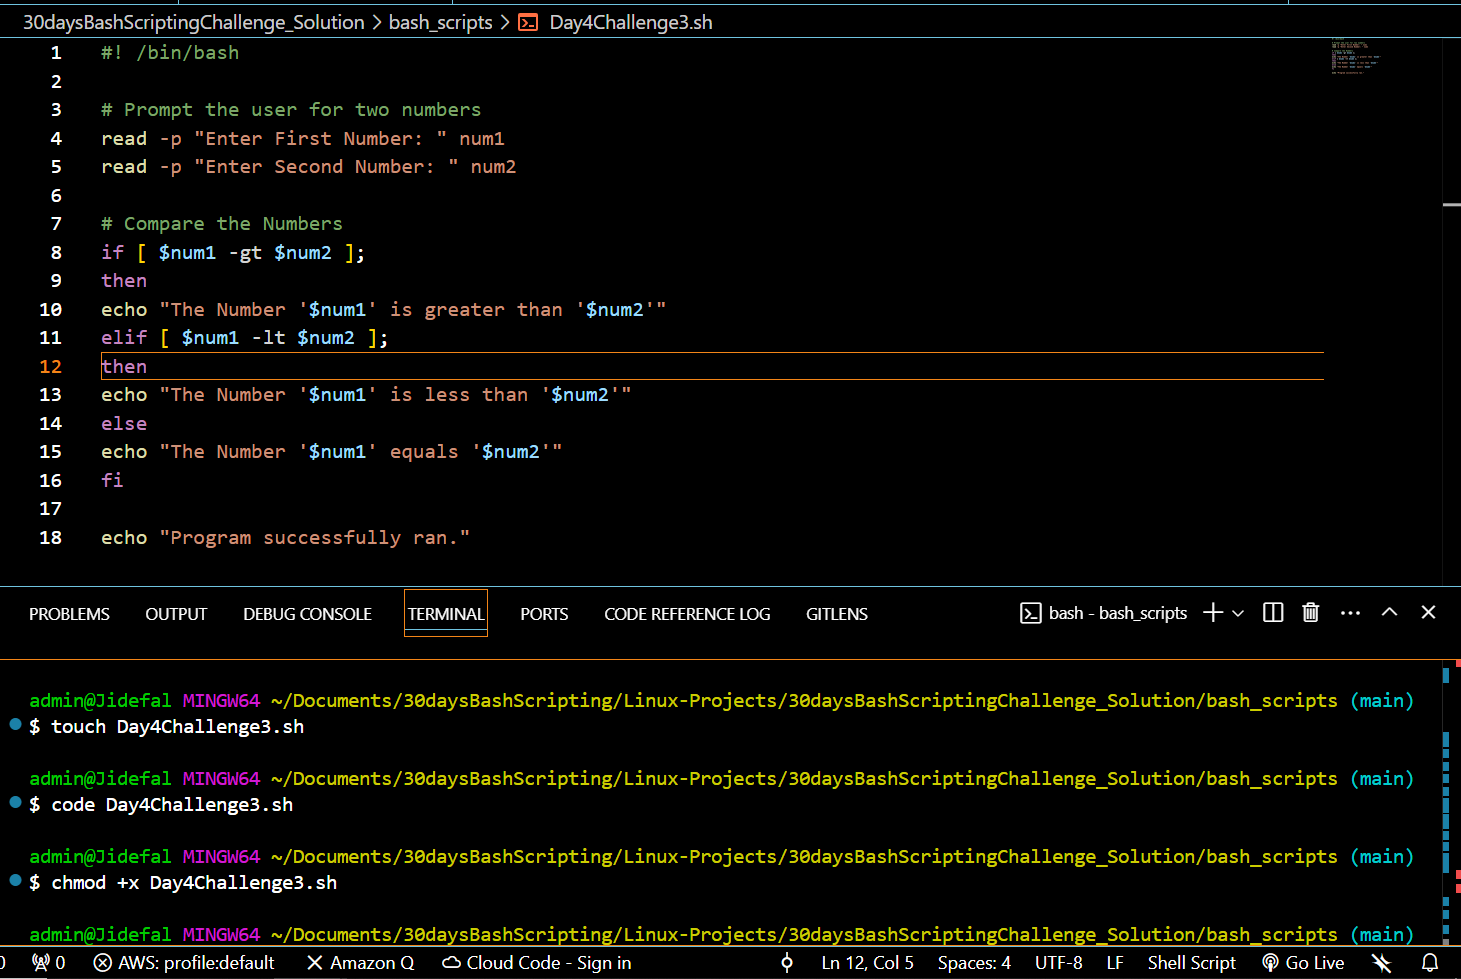 30daysBashScriptingChallenge_Solution > bash_scripts > Day4Challenge3.sh
1 #! /bin/bash
2
3 # Prompt the user for two numbers
4 read -p "Enter First Number: " num1
5 read -p "Enter Second Number: " num2
6
7 # Compare the Numbers
8 if [ $num1 -gt $num2 ];
9 then
10 echo "The Number '$num1' is greater than '$num2'"
11 elif [ $num1 -lt $num2 ];
12 then
13 echo "The Number '$num1' is less than '$num2'"
14 else
15 echo "The Number '$num1' equals '$num2'"
16 fi
17
18 echo "Program successfully ran."
PROBLEMS OUTPUT DEBUG CONSOLE TERMINAL PORTS CODE REFERENCE LOG GITLENS bash - bash_scripts
admin@Jidefal MINGW64 ~/Documents/30daysBashScripting/Linux-Projects/30daysBashScriptingChallenge_Solution/bash_scripts (main)
$ touch Day4Challenge3.sh
admin@Jidefal MINGW64 ~/Documents/30daysBashScripting/Linux-Projects/30daysBashScriptingChallenge_Solution/bash_scripts (main)
$ code Day4Challenge3.sh
admin@Jidefal MINGW64 ~/Documents/30daysBashScripting/Linux-Projects/30daysBashScriptingChallenge_Solution/bash_scripts (main)
$ chmod +x Day4Challenge3.sh
admin@Jidefal MINGW64 ~/Documents/30daysBashScripting/Linux-Projects/30daysBashScriptingChallenge_Solution/bash_scripts (main)
0 0 AWS: profile:default Amazon Q Cloud Code - Sign in Ln 12, Col 5 Spaces: 4 UTF-8 LF Shell Script Go Live